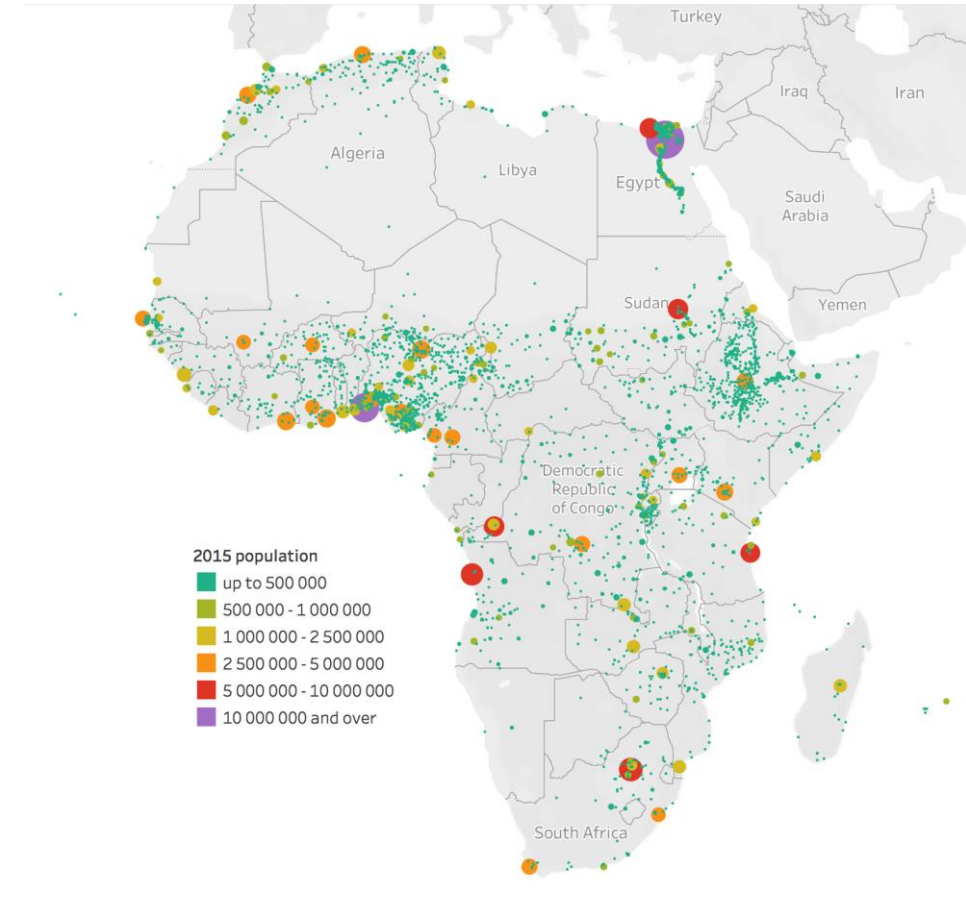 Turkey
Iraq
Iran
Algeria
Libya
Egypt
Saudi
Arabia
Sudan
Yemen
Democratic
Republic
of Congo
2015 population
up to 500 000
500 000 - 1 000 000
1 000 000 - 2 500 000
2 500 000 - 5 000 000
5 000 000 - 10 000 000
10 000 000 and over
South Africa